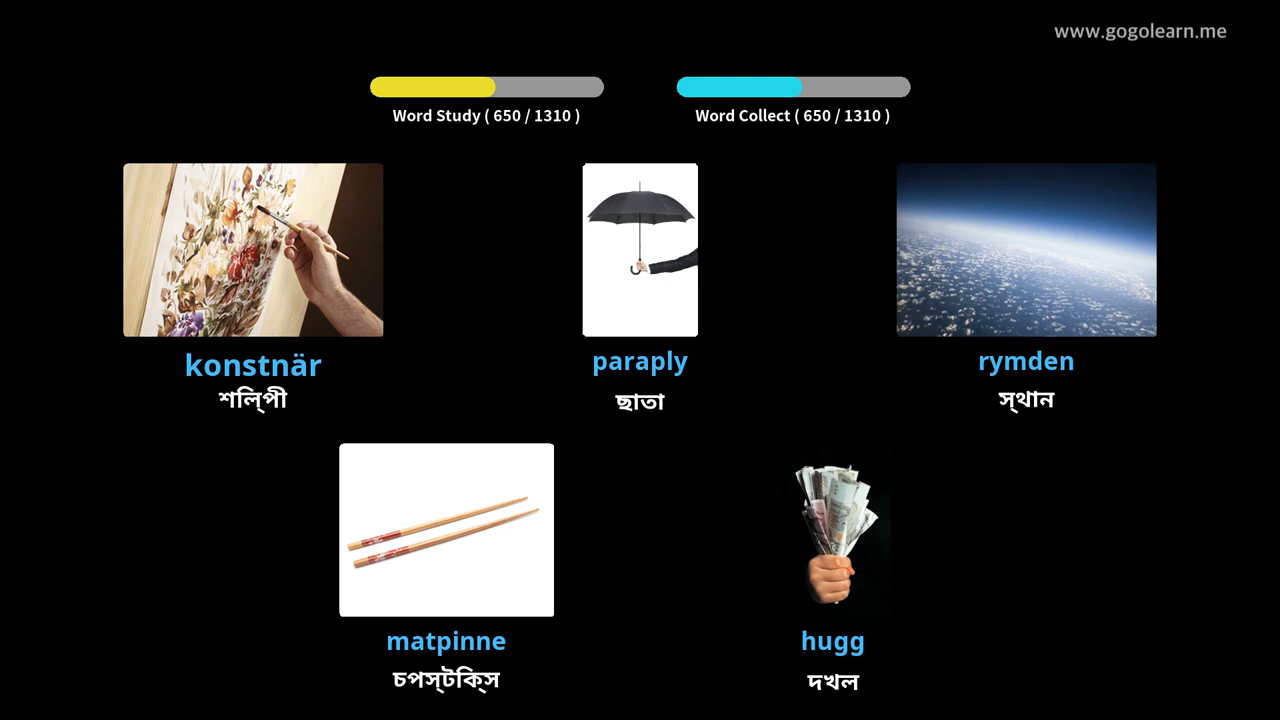 www.gogolearn.me
Word Study ( 650 / 1310 )
Word Collect ( 650 / 1310 )
konstnär
শিল্পী
paraply
ছাতা
rymden
স্থান
matpinne
চপস্টিক্স
hugg
দখল